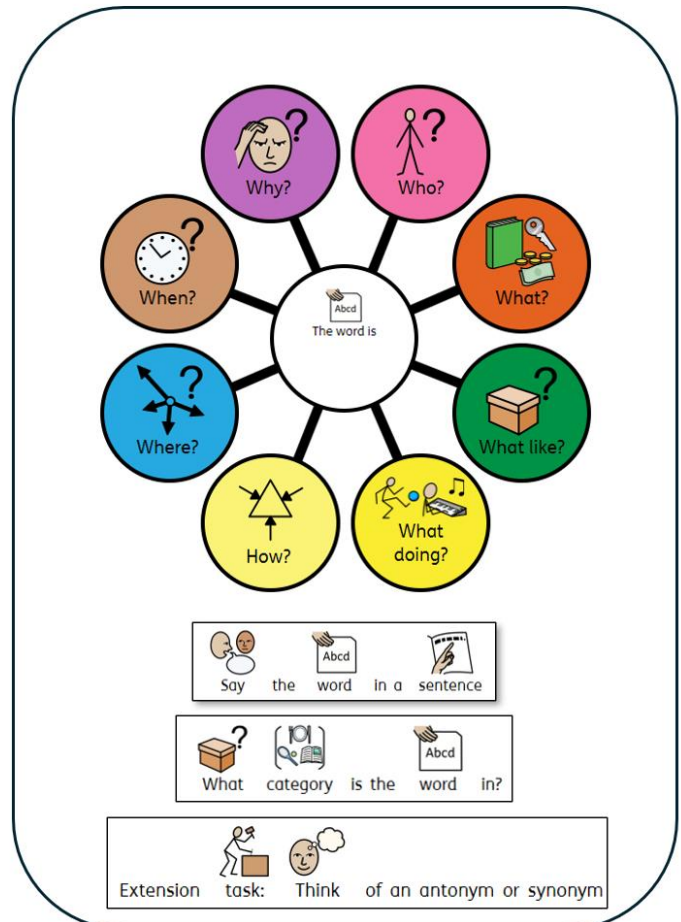 Why?
Who?
When?
What?
Abcd
The word is
Where?
What like?
How?
What
doing?
Abcd
Say the word in a sentence
Abcd
What category is the word in?
Extension task: Think of an antonym or synonym